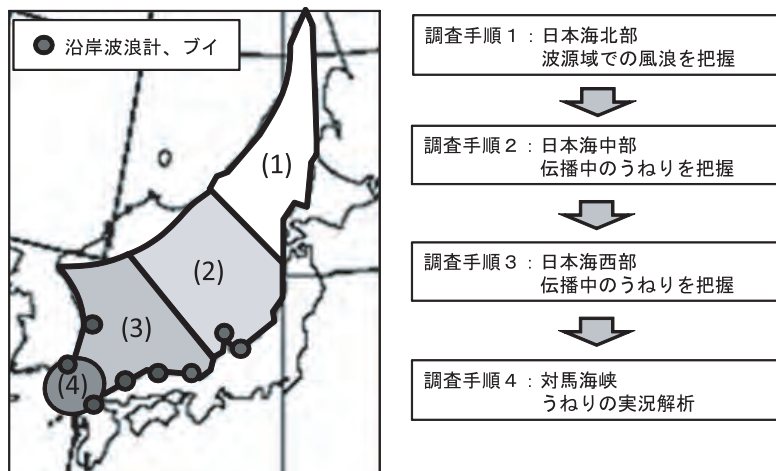 沿岸波浪計、ブイ
(1)
(2)
(3)
(4)
調査手順1：日本海北部
波源域での風浪を把握
調査手順2：日本海中部
伝播中のうねりを把握
調査手順3：日本海西部
伝播中のうねりを把握
調査手順4：対馬海峡
うねりの実況解析